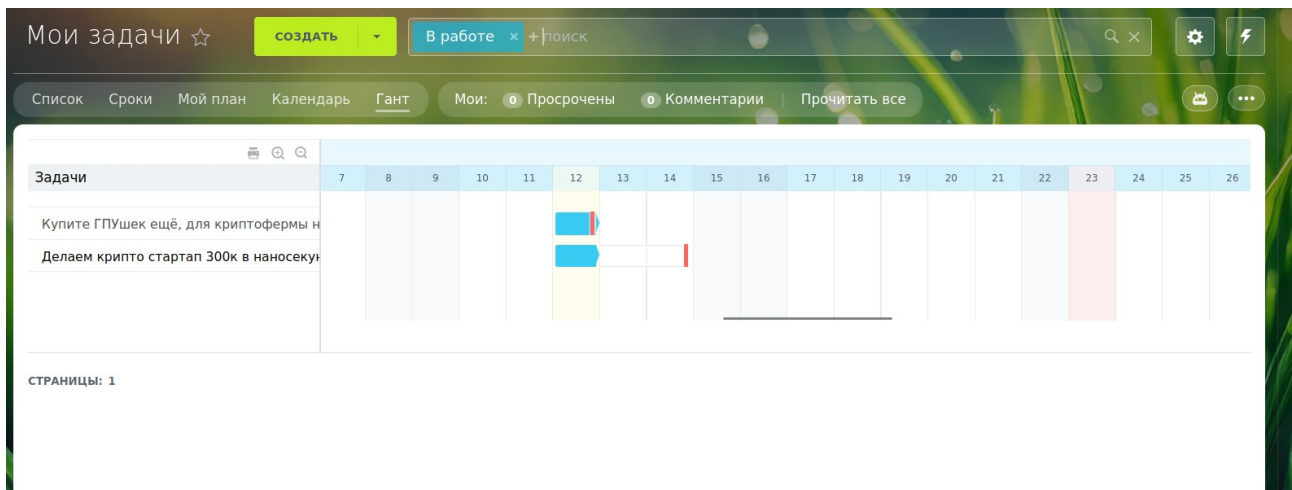 Мои задачи СОЗДАТЬ В работе × + поиск
Список Сроки Мой план Календарь Гант Мои: 0 Просрочены 0 Комментарии Прочитать все
Задачи 7 8 9 10 11 12 13 14 15 16 17 18 19 20 21 22 23 24 25 26
Купите ГПУшек ещё, для криптофермы н
Делаем крипто стартап 300к в наносекун
СТРАНИЦЫ: 1